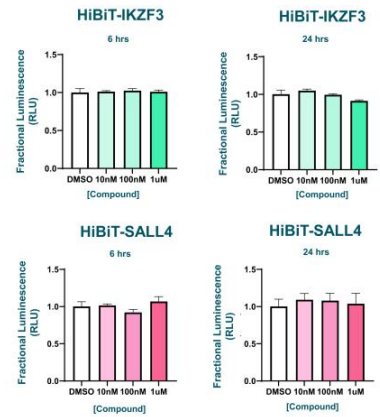 HiBiT-IKZF3
6 hrs
Fractional Luminescence
(RLU)
1.5
1.0
0.5
0.0
DMSO 10nM 100nM 1uM
[Compound]
HiBiT-IKZF3
24 hrs
Fractional Luminescence
(RLU)
1.5
1.0
0.5
0.0
DMSO 10nM 100nM 1uM
[Compound]
HiBiT-SALL4
6 hrs
Fractional Luminescence
(RLU)
1.5
1.0
0.5
0.0
DMSO 10nM 100nM 1uM
[Compound]
HiBiT-SALL4
24 hrs
Fractional Luminescence
(RLU)
1.5
1.0
0.5
0.0
DMSO 10nM 100nM 1uM
[Compound]